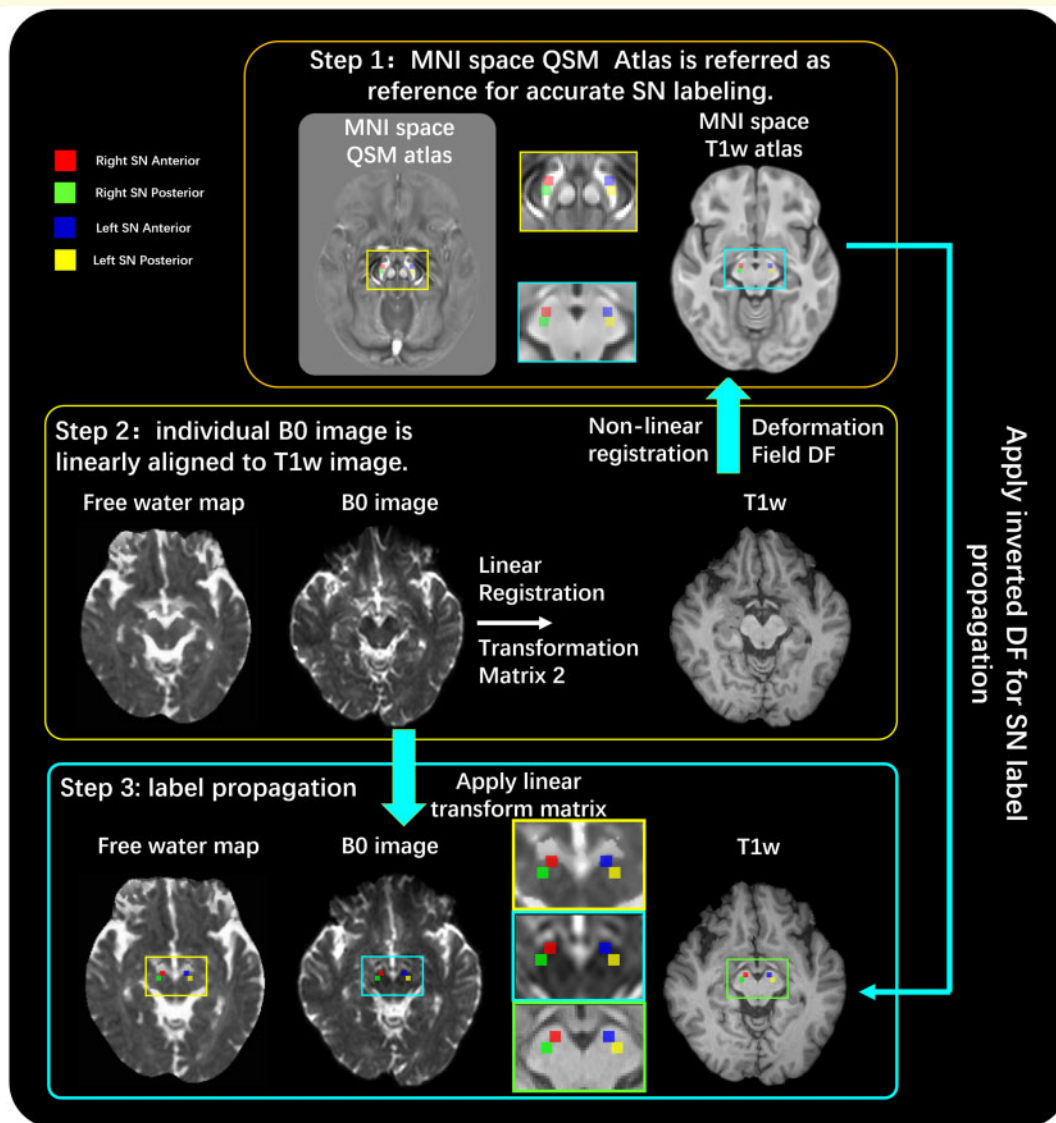 Step 1：MNI space QSM Atlas is referred as
reference for accurate SN labeling.
MNI space
QSM atlas
MNI space
T1w atlas
Right SN Anterior
Right SN Posterior
Left SN Anterior
Left SN Posterior
Step 2：individual B0 image is
linearly aligned to T1w image.
Non-linear
registration
Deformation
Field DF
Free water map
B0 image
T1w
Linear
Registration
Transformation
Matrix 2
Apply inverted DF for SN label
propagation
Step 3: label propagation
Apply linear
transform matrix
Free water map
B0 image
T1w